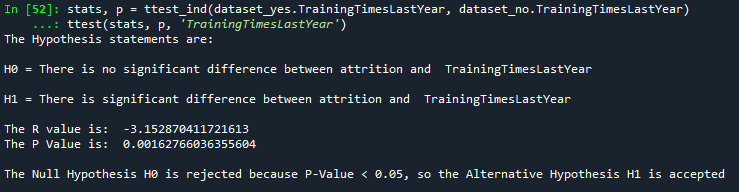 In [52]: stats, p = ttest_ind(dataset_yes.TrainingTimesLastYear, dataset_no.TrainingTimesLastYear)
...: ttest(stats, p, 'TrainingTimesLastYear')
The Hypothesis statements are:
H0 = There is no significant difference between attrition and  TrainingTimesLastYear
H1 = There is significant difference between attrition and  TrainingTimesLastYear
The R value is:  -3.152870411721613
The P Value is:  0.00162766036355604
The Null Hypothesis H0 is rejected because P-Value < 0.05, so the Alternative Hypothesis H1 is accepted